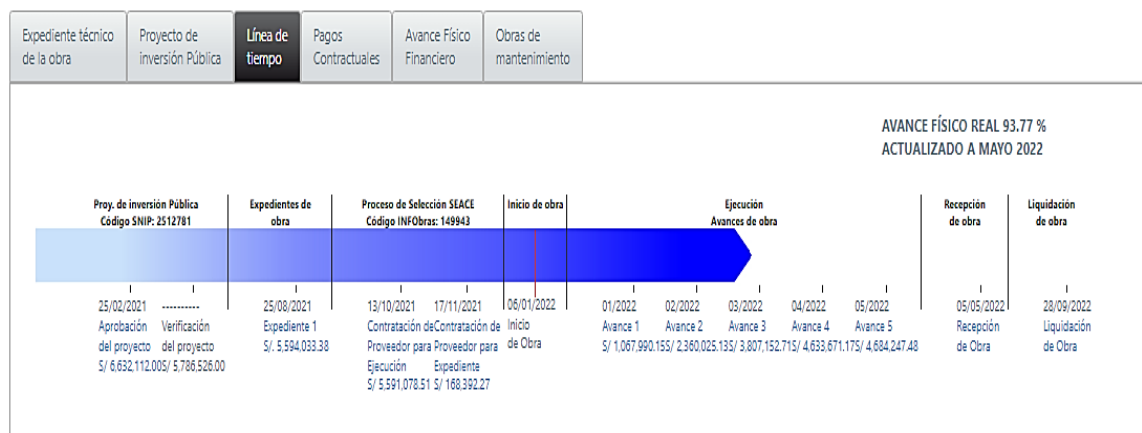 Expediente técnico
de la obra
Proyecto de
inversión Pública
Línea de
tiempo
Pagos
Contractuales
Avance Físico
Financiero
Obras de
mantenimiento
AVANCE FÍSICO REAL 93.77 %
ACTUALIZADO A MAYO 2022
Proy. de inversión Pública
Código SNIP: 2512781
Expedientes de
obra
Proceso de Selección SEACE
Código INFObras: 149943
Inicio de obra
Ejecución
Avances de obra
Recepción
de obra
Liquidación
de obra
25/02/2021
Aprobación
del proyecto
S/ 6,632,112.00
----------
Verificación
del proyecto
S/ 5,786,526.00
25/08/2021
Expediente 1
S/. 5,594,033.38
13/10/2021
Contratación de
Proveedor para
Ejecución
S/ 5,591,078.51
17/11/2021
Contratación de
Proveedor para
Expediente
S/ 168,392.27
06/01/2022
Inicio
de Obra
01/2022
Avance 1
S/ 1,067,990.15
02/2022
Avance 2
S/ 2,360,025.13
03/2022
Avance 3
S/ 3,807,152.71
04/2022
Avance 4
S/ 4,633,671.17
05/2022
Avance 5
S/ 4,684,247.48
05/05/2022
Recepción
de Obra
28/09/2022
Liquidación
de Obra